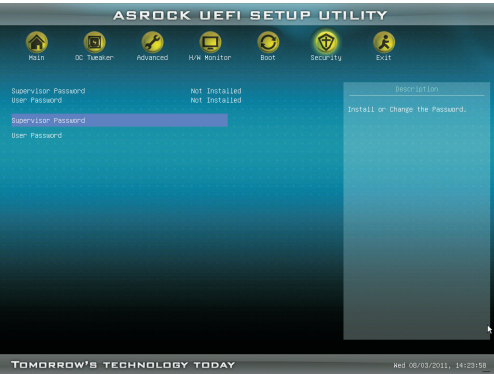 ASROCK UEFI SETUP UTILITY
Main OC Tweaker Advanced H/W Monitor Boot Security Exit
Supervisor Password Not Installed
User Password Not Installed
Supervisor Password
User Password
Description
Install or Change the Password.
TOMORROW'S TECHNOLOGY TODAY
Wed 08/03/2011, 14:23:58